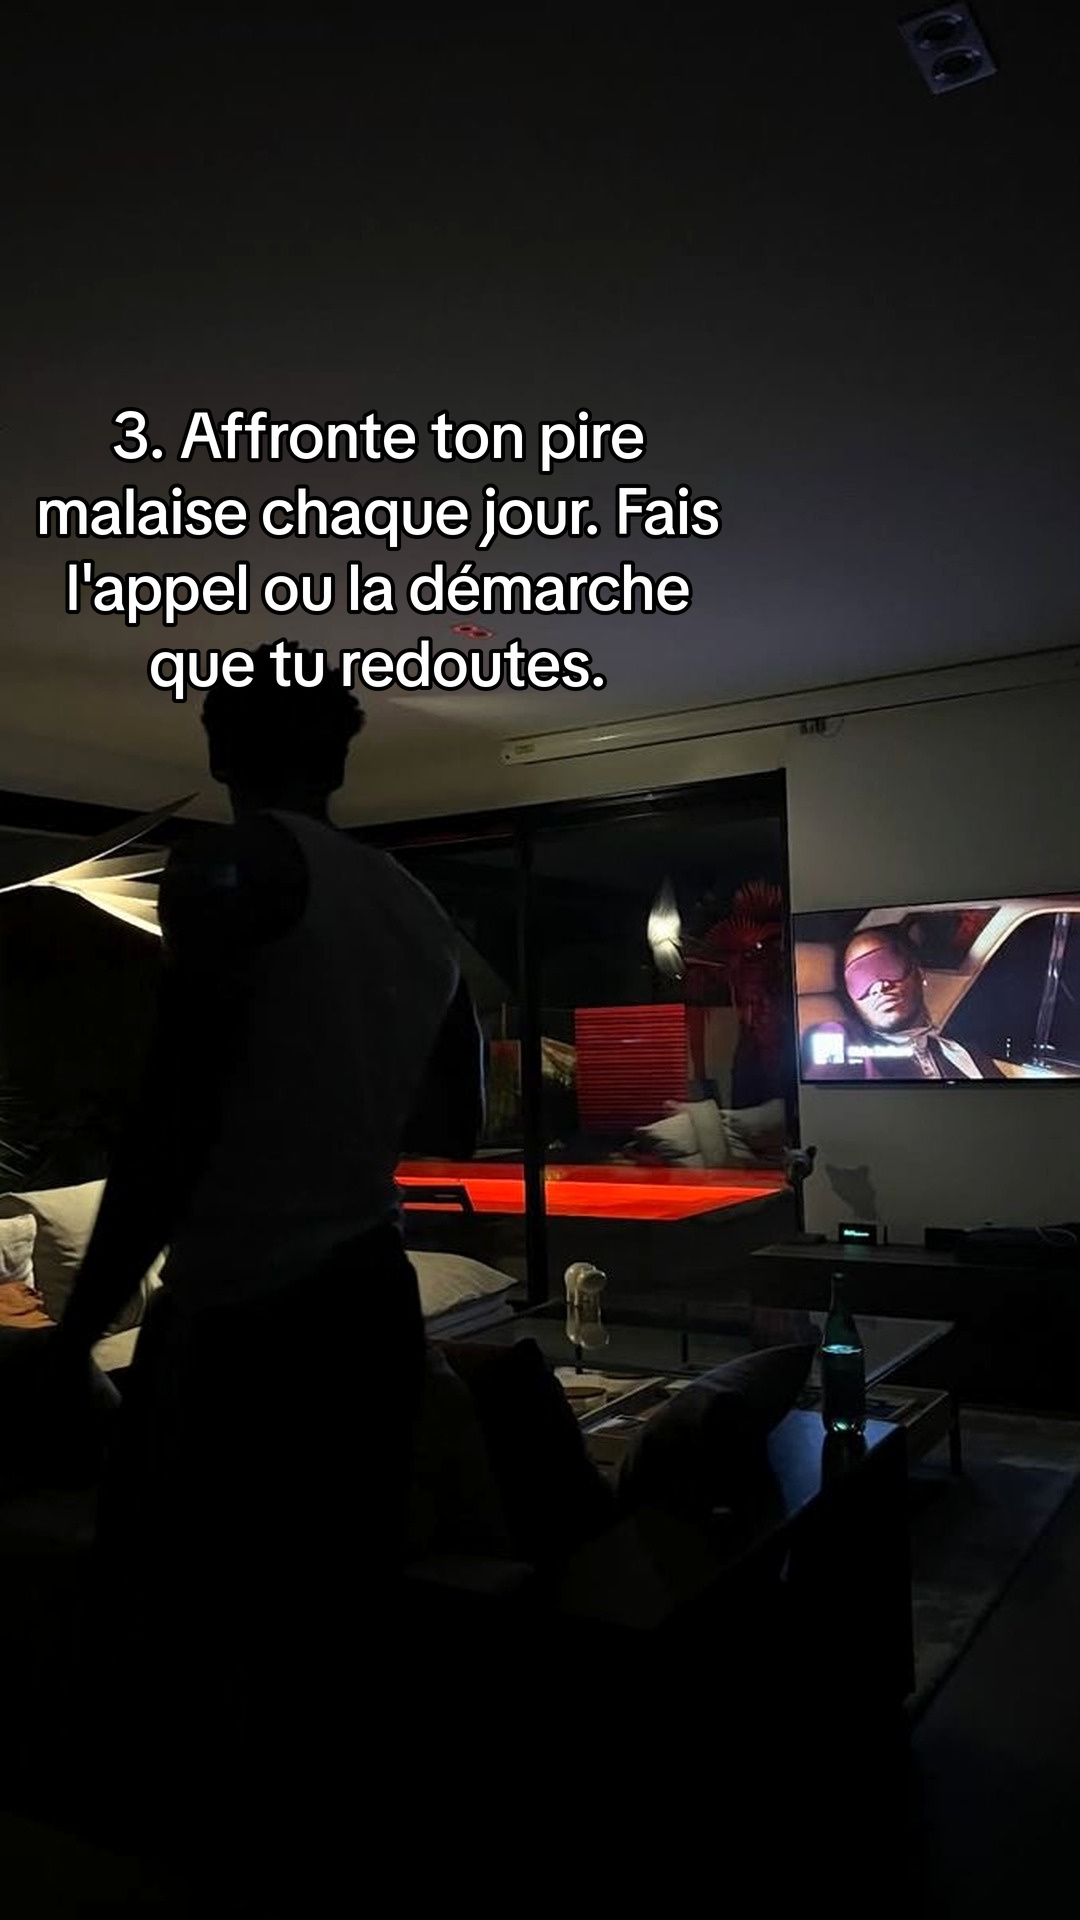 3. Affronte ton pire
malaise chaque jour. Fais
l'appel ou la démarche
que tu redoutes.